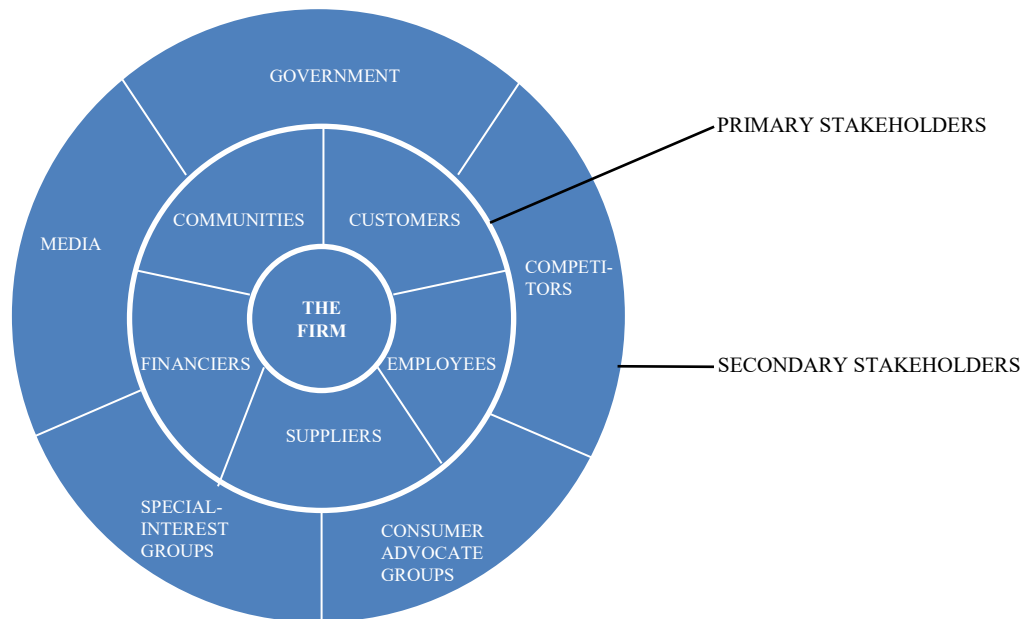 GOVERNMENT
PRIMARY STAKEHOLDERS
COMMUNITIES
CUSTOMERS
MEDIA
COMPETI-
TORS
THE
FIRM
FINANCIERS
EMPLOYEES
SECONDARY STAKEHOLDERS
SUPPLIERS
SPECIAL-
INTEREST
GROUPS
CONSUMER
ADVOCATE
GROUPS